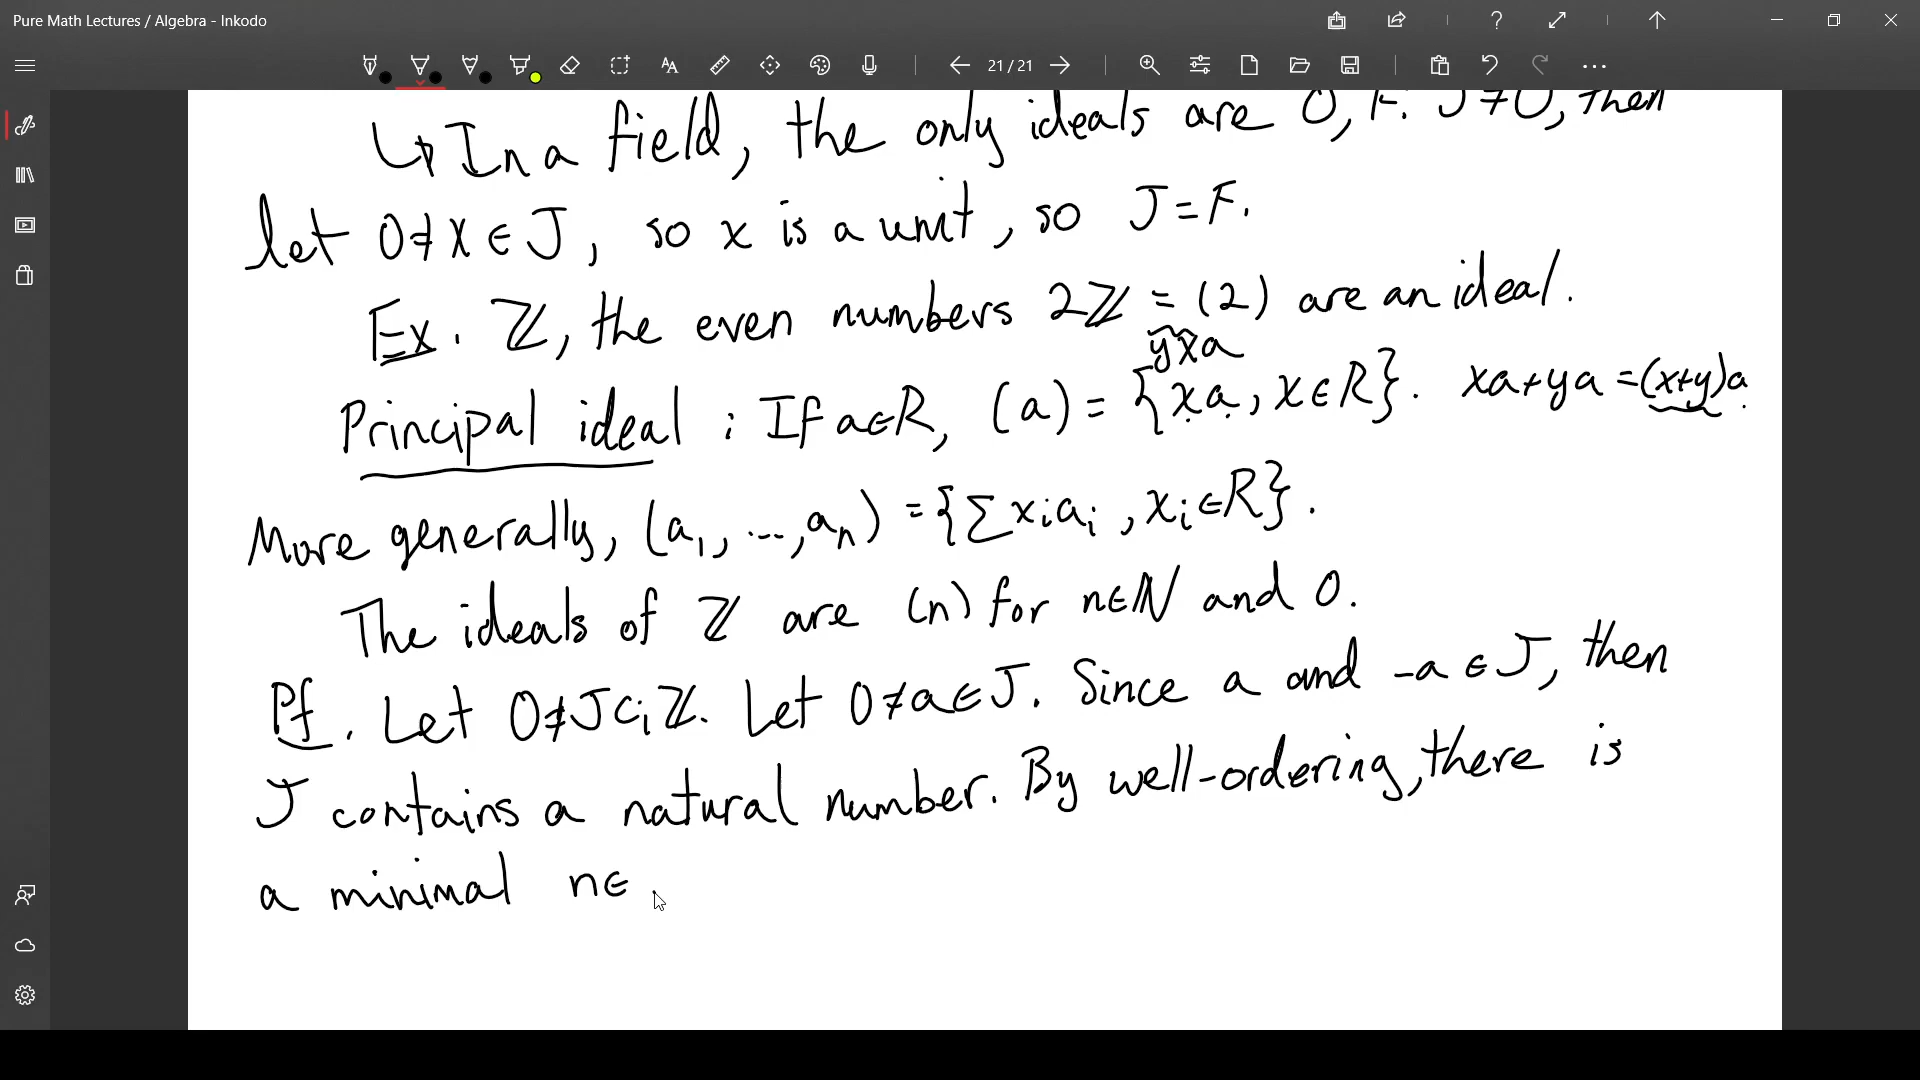 Pure Math Lectures / Algebra - Inkodo
21 / 21
↳ In a field, the only ideals are 0, F. J ≠ 0, then
let 0 ≠ x ∈ J, so x is a unit, so J = F.
Ex. ℤ, the even numbers 2ℤ = (2) are an ideal.
yxa
Principal ideal : If a ∈ R, (a) = {xa, x ∈ R}. xa + ya = (x+y)a.
More generally, (a₁, ..., aₙ) = {∑ xᵢaᵢ, xᵢ ∈ R}.
The ideals of ℤ are (n) for n ∈ ℕ and 0.
Pf. Let 0 ≠ J ⊂ᵢ ℤ. Let 0 ≠ a ∈ J. Since a and -a ∈ J, then
J contains a natural number. By well-ordering, there is
a minimal n ∈